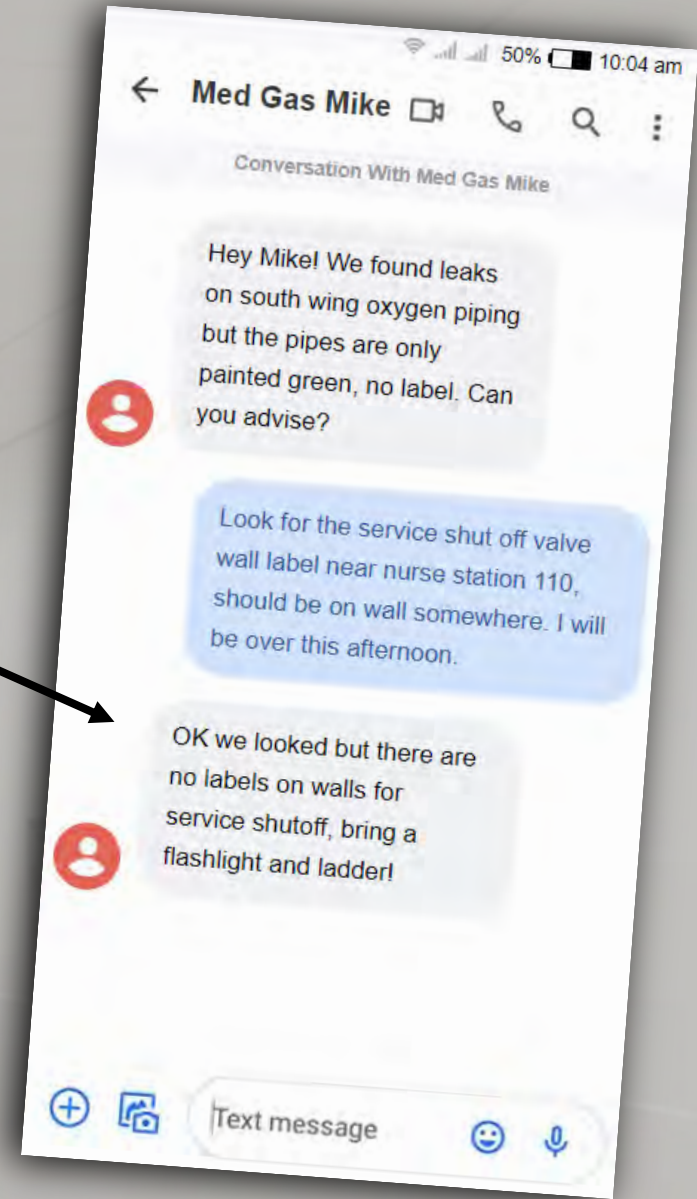 50% 10:04 am
Med Gas Mike
Conversation With Med Gas Mike
Hey Mike! We found leaks
on south wing oxygen piping
but the pipes are only
painted green, no label. Can
you advise?
Look for the service shut off valve
wall label near nurse station 110,
should be on wall somewhere. I will
be over this afternoon.
OK we looked but there are
no labels on walls for
service shutoff, bring a
flashlight and ladder!
Text message